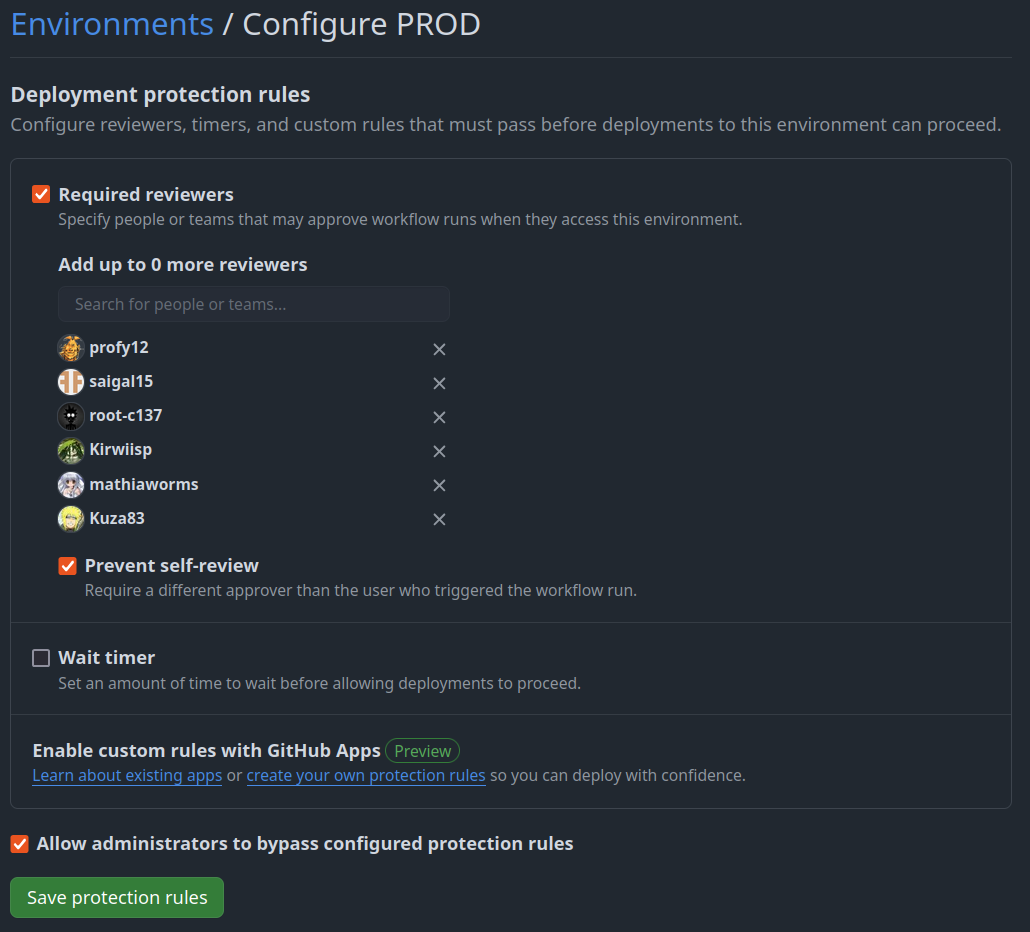 Environments / Configure PROD
Deployment protection rules
Configure reviewers, timers, and custom rules that must pass before deployments to this environment can proceed.
Required reviewers
Specify people or teams that may approve workflow runs when they access this environment.
Add up to 0 more reviewers
Search for people or teams...
profy12
saigal15
root-c137
Kirwiisp
mathiaworms
Kuza83
Prevent self-review
Require a different approver than the user who triggered the workflow run.
Wait timer
Set an amount of time to wait before allowing deployments to proceed.
Enable custom rules with GitHub Apps Preview
Learn about existing apps or create your own protection rules so you can deploy with confidence.
Allow administrators to bypass configured protection rules
Save protection rules